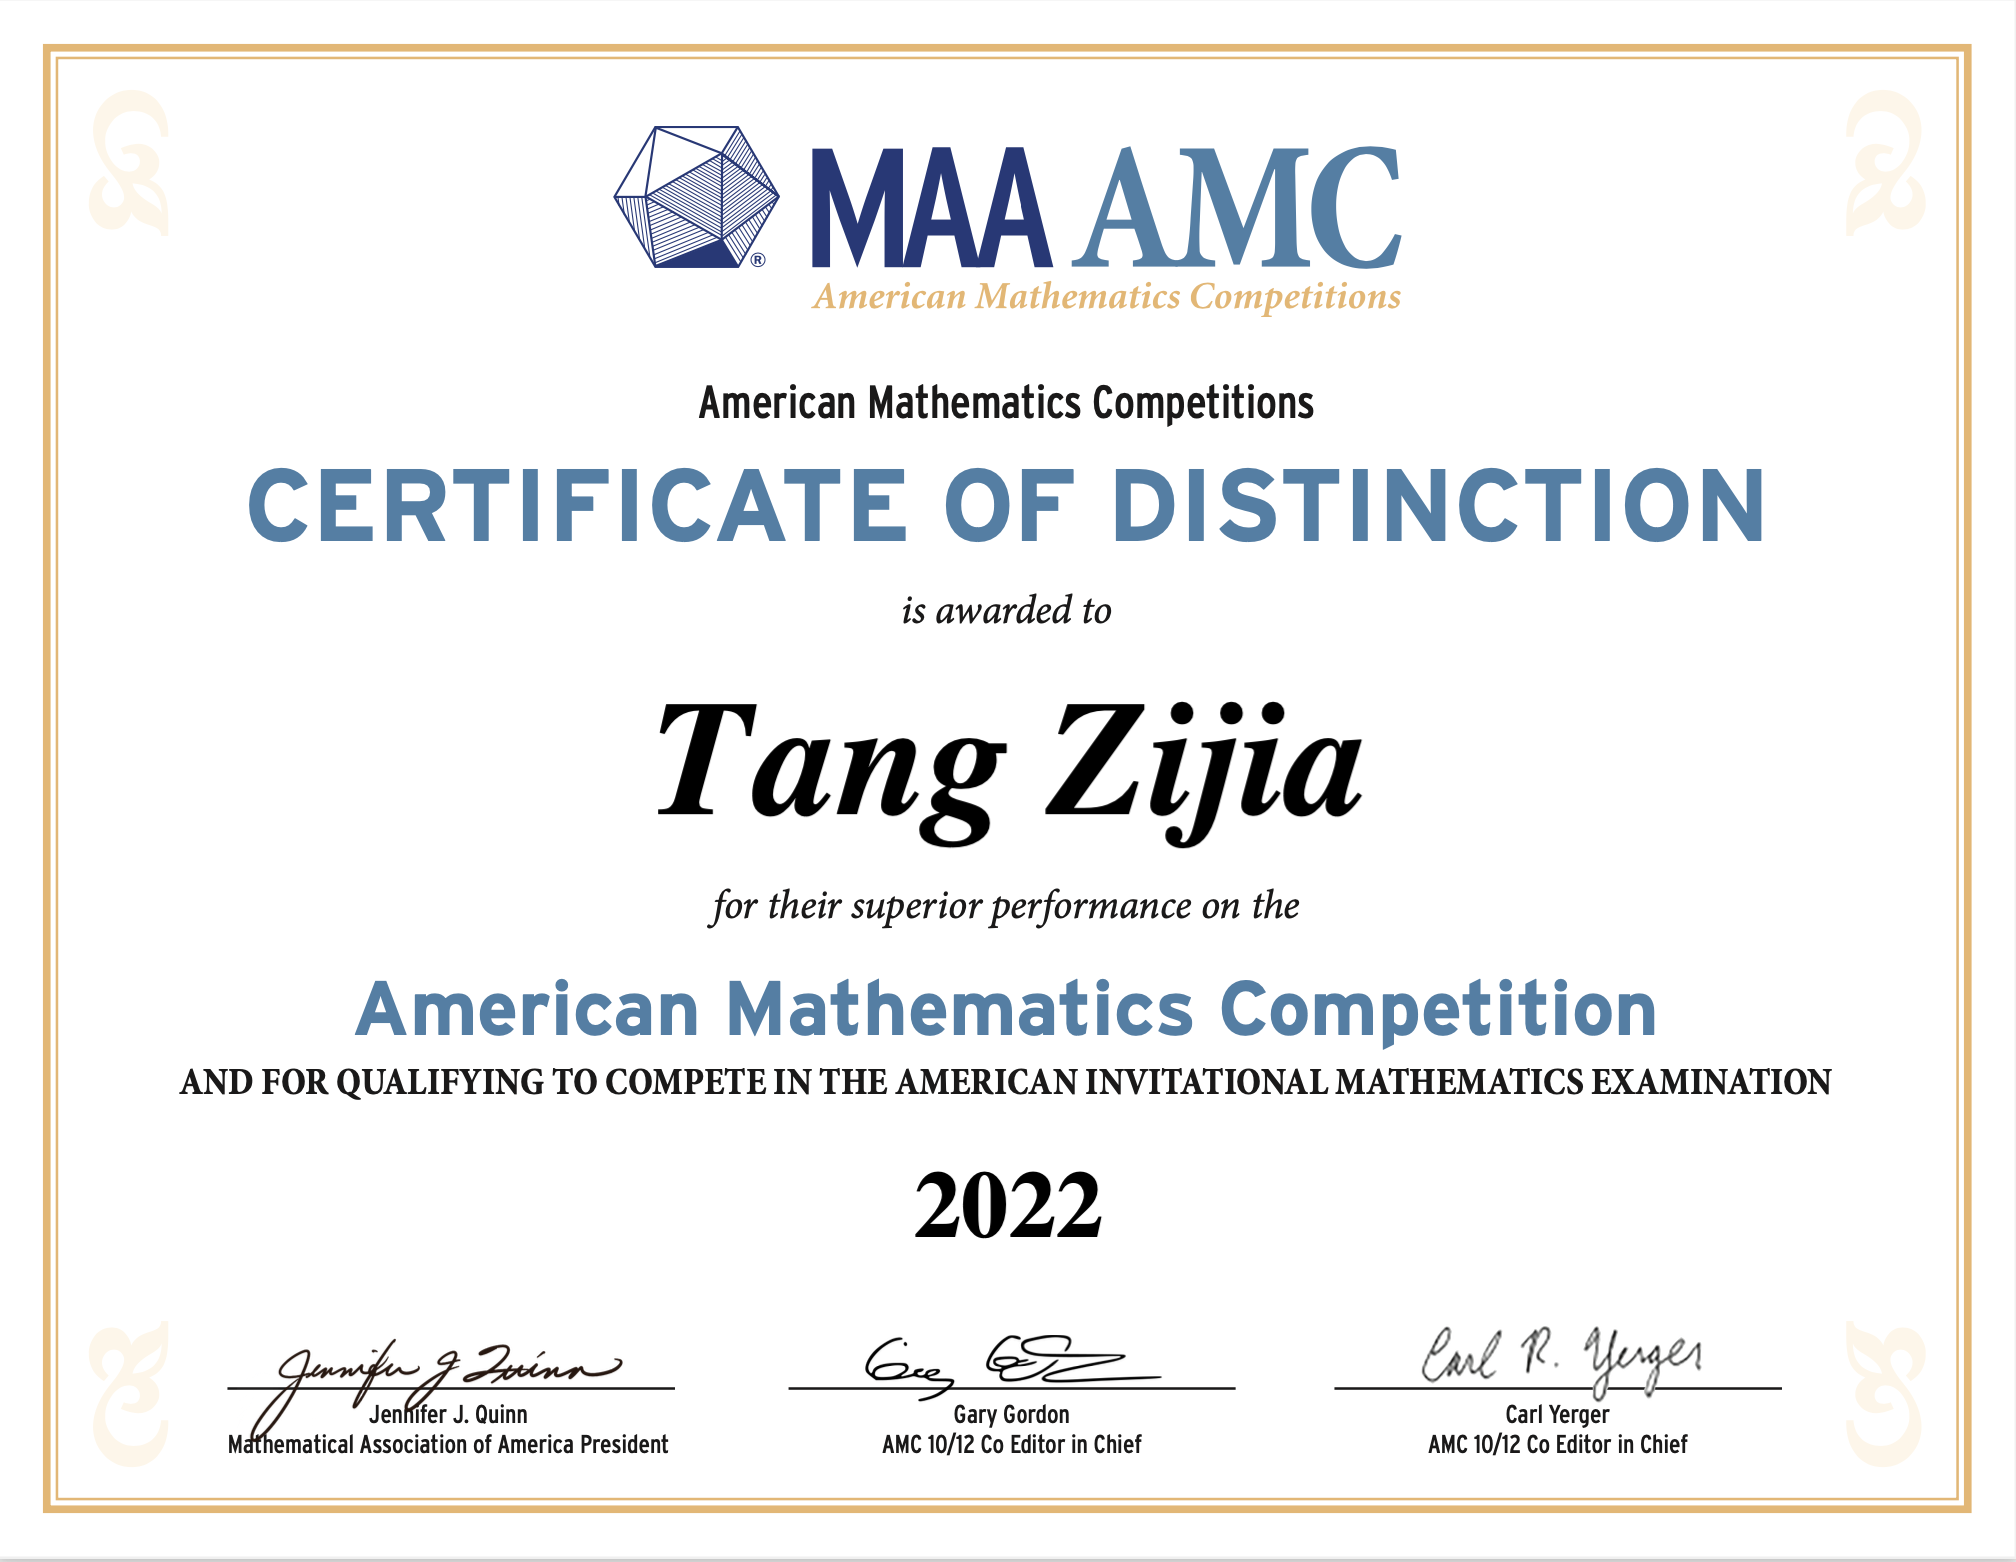 MAA AMC
®
American Mathematics Competitions
American Mathematics Competitions
CERTIFICATE OF DISTINCTION
is awarded to
Tang Zijia
for their superior performance on the
American Mathematics Competition
AND FOR QUALIFYING TO COMPETE IN THE AMERICAN INVITATIONAL MATHEMATICS EXAMINATION
2022
Jennifer J Quinn
Jennifer J. Quinn
Mathematical Association of America President
Gary Gordon
AMC 10/12 Co Editor in Chief
Carl R. Yerger
Carl Yerger
AMC 10/12 Co Editor in Chief